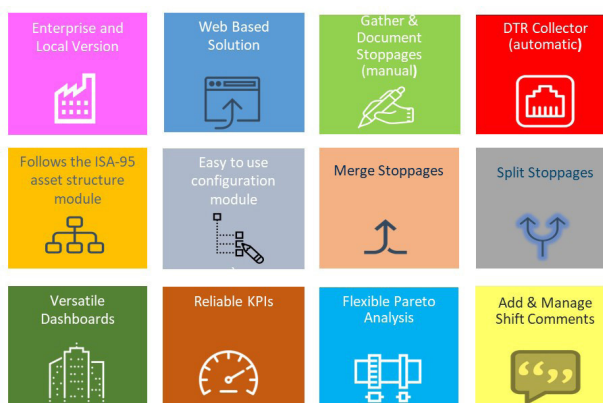 Enterprise and
Local Version
Web Based
Solution
Gather &
Document
Stoppages
(manual)
DTR Collector
(automatic)
Follows the ISA-95
asset structure
module
Easy to use
configuration
module
Merge Stoppages
Split Stoppages
Versatile
Dashboards
Reliable KPIs
Flexible Pareto
Analysis
Add & Manage
Shift Comments